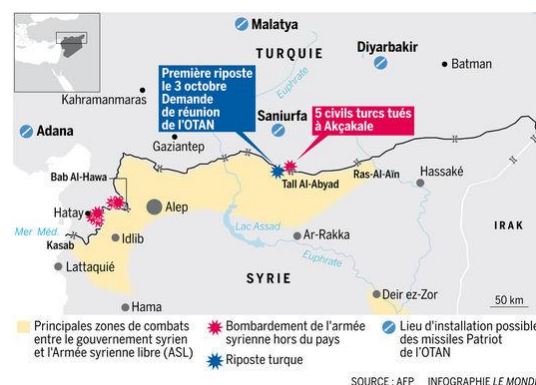 Malatya
TURQUIE
Diyarbakir
Batman
Première riposte
le 3 octobre
Demande
de réunion
de l'OTAN
Kahramanmaras
Euphrate
Saniurfa
5 civils turcs tués
à Akçakale
Adana
Gaziantep
Bab Al-Hawa
Tall Al-Abyad
Ras-Al-Aïn
Hassaké
Hatay
Alep
Mer Méd.
Kasab
Idlib
Lac Assad
Ar-Rakka
IRAK
Lattaquié
Euphrate
SYRIE
Hama
Deir ez-Zor
50 km
Principales zones de combats
entre le gouvernement syrien
et l'Armée syrienne libre (ASL)
Bombardement de l'armée
syrienne hors du pays
Riposte turque
Lieu d'installation possible
des missiles Patriot
de l'OTAN
SOURCE : AFP INFOGRAPHIE LE MONDE